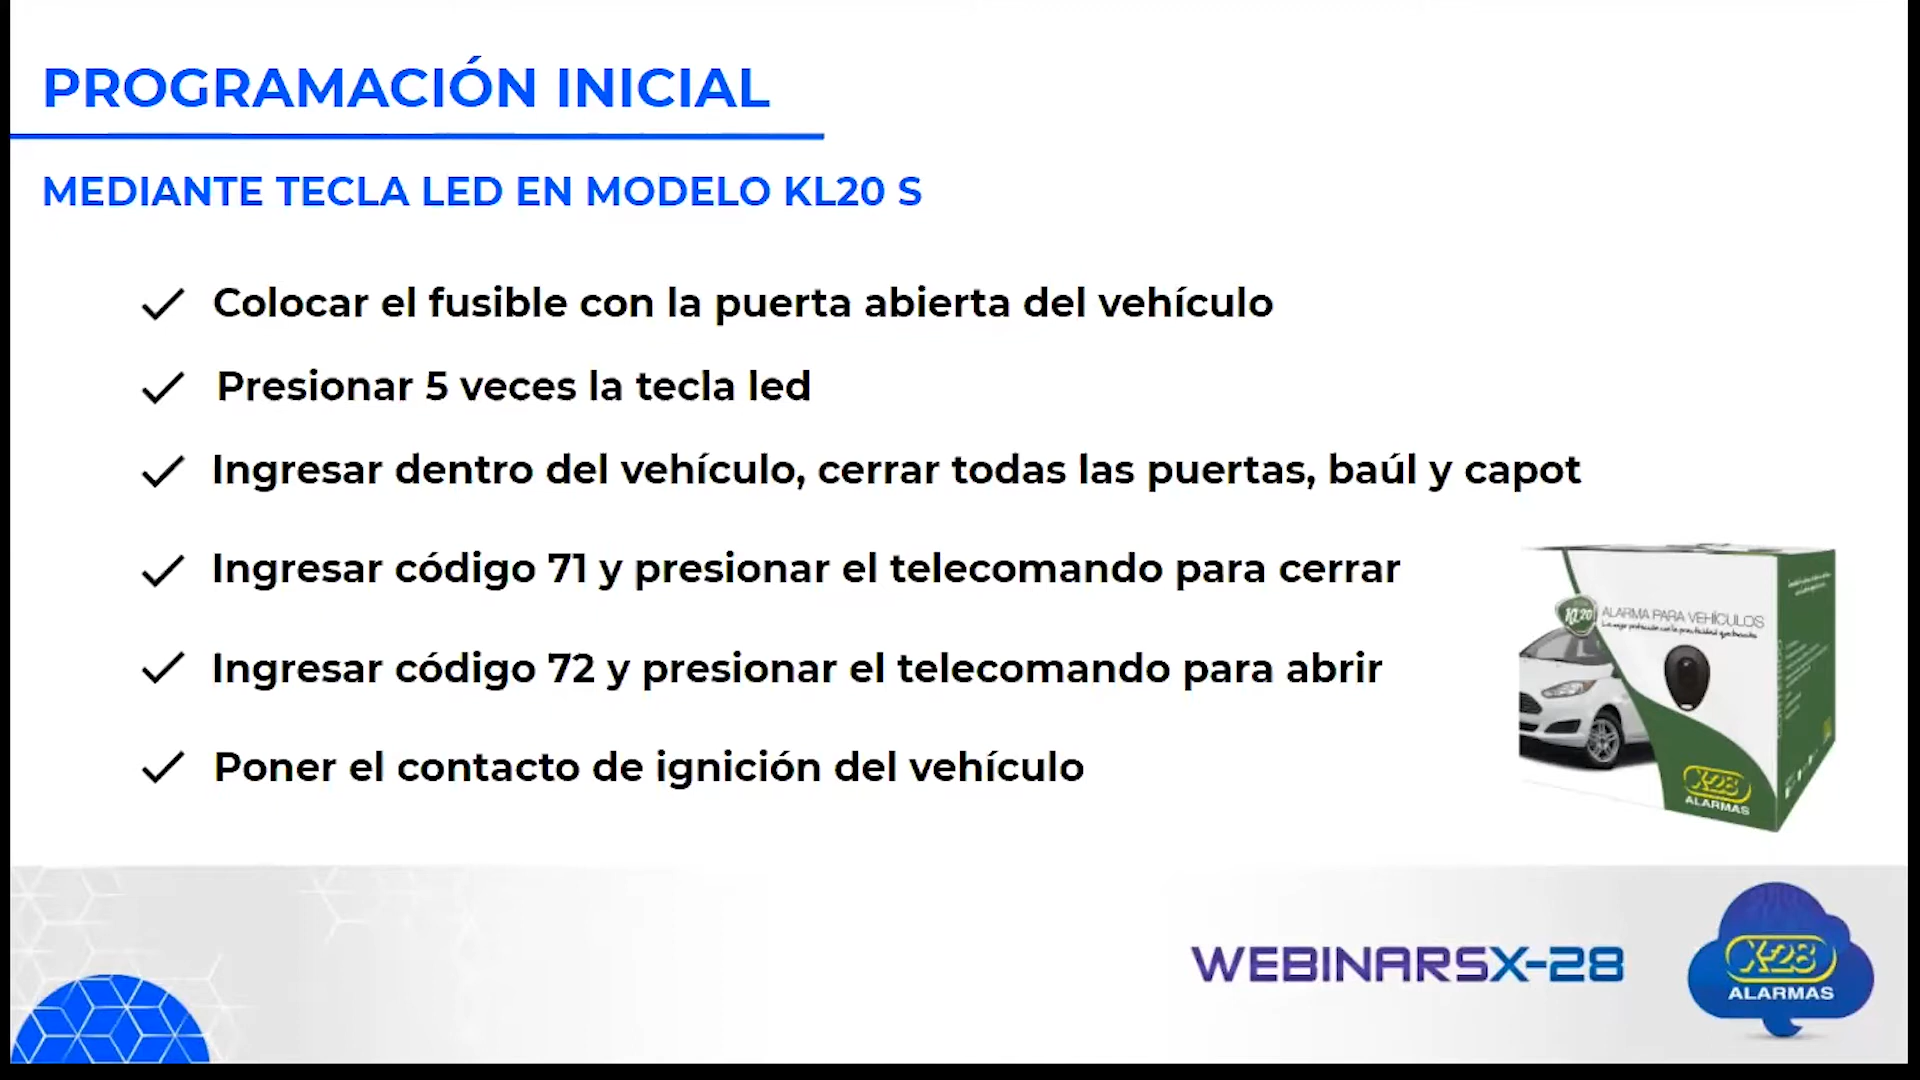 PROGRAMACIÓN INICIAL
MEDIANTE TECLA LED EN MODELO KL20 S
Colocar el fusible con la puerta abierta del vehículo
Presionar 5 veces la tecla led
Ingresar dentro del vehículo, cerrar todas las puertas, baúl y capot
Ingresar código 71 y presionar el telecomando para cerrar
Ingresar código 72 y presionar el telecomando para abrir
Poner el contacto de ignición del vehículo
KL20
ALARMA PARA VEHÍCULOS
X-28
ALARMAS
WEBINARSX-28
X-28
ALARMAS